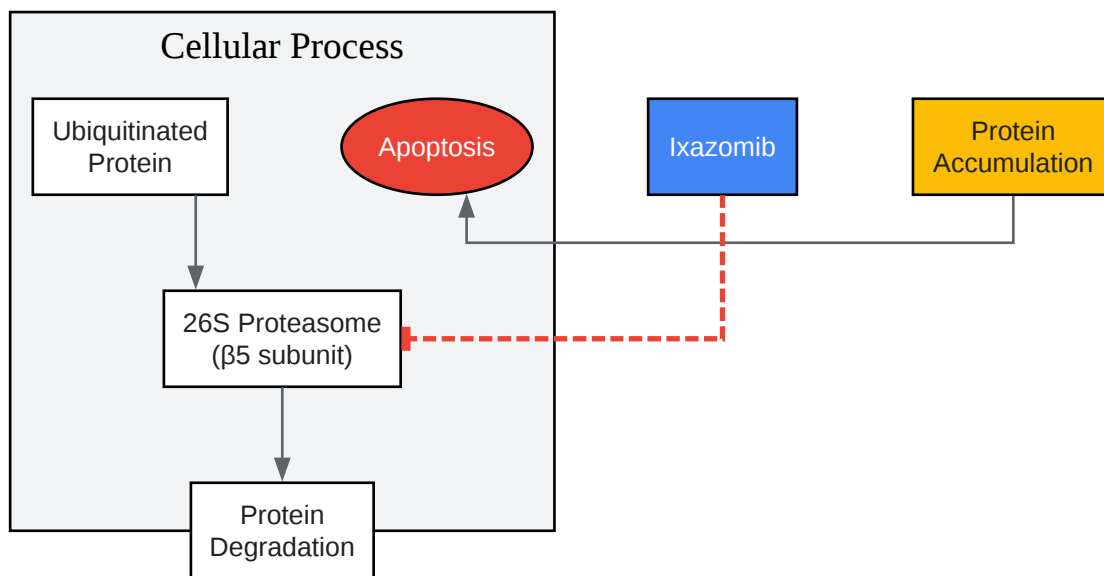 Cellular Process
Ubiquitinated
Protein
Apoptosis
Ixazomib
Protein
Accumulation
26S Proteasome
(β5 subunit)
Protein
Degradation